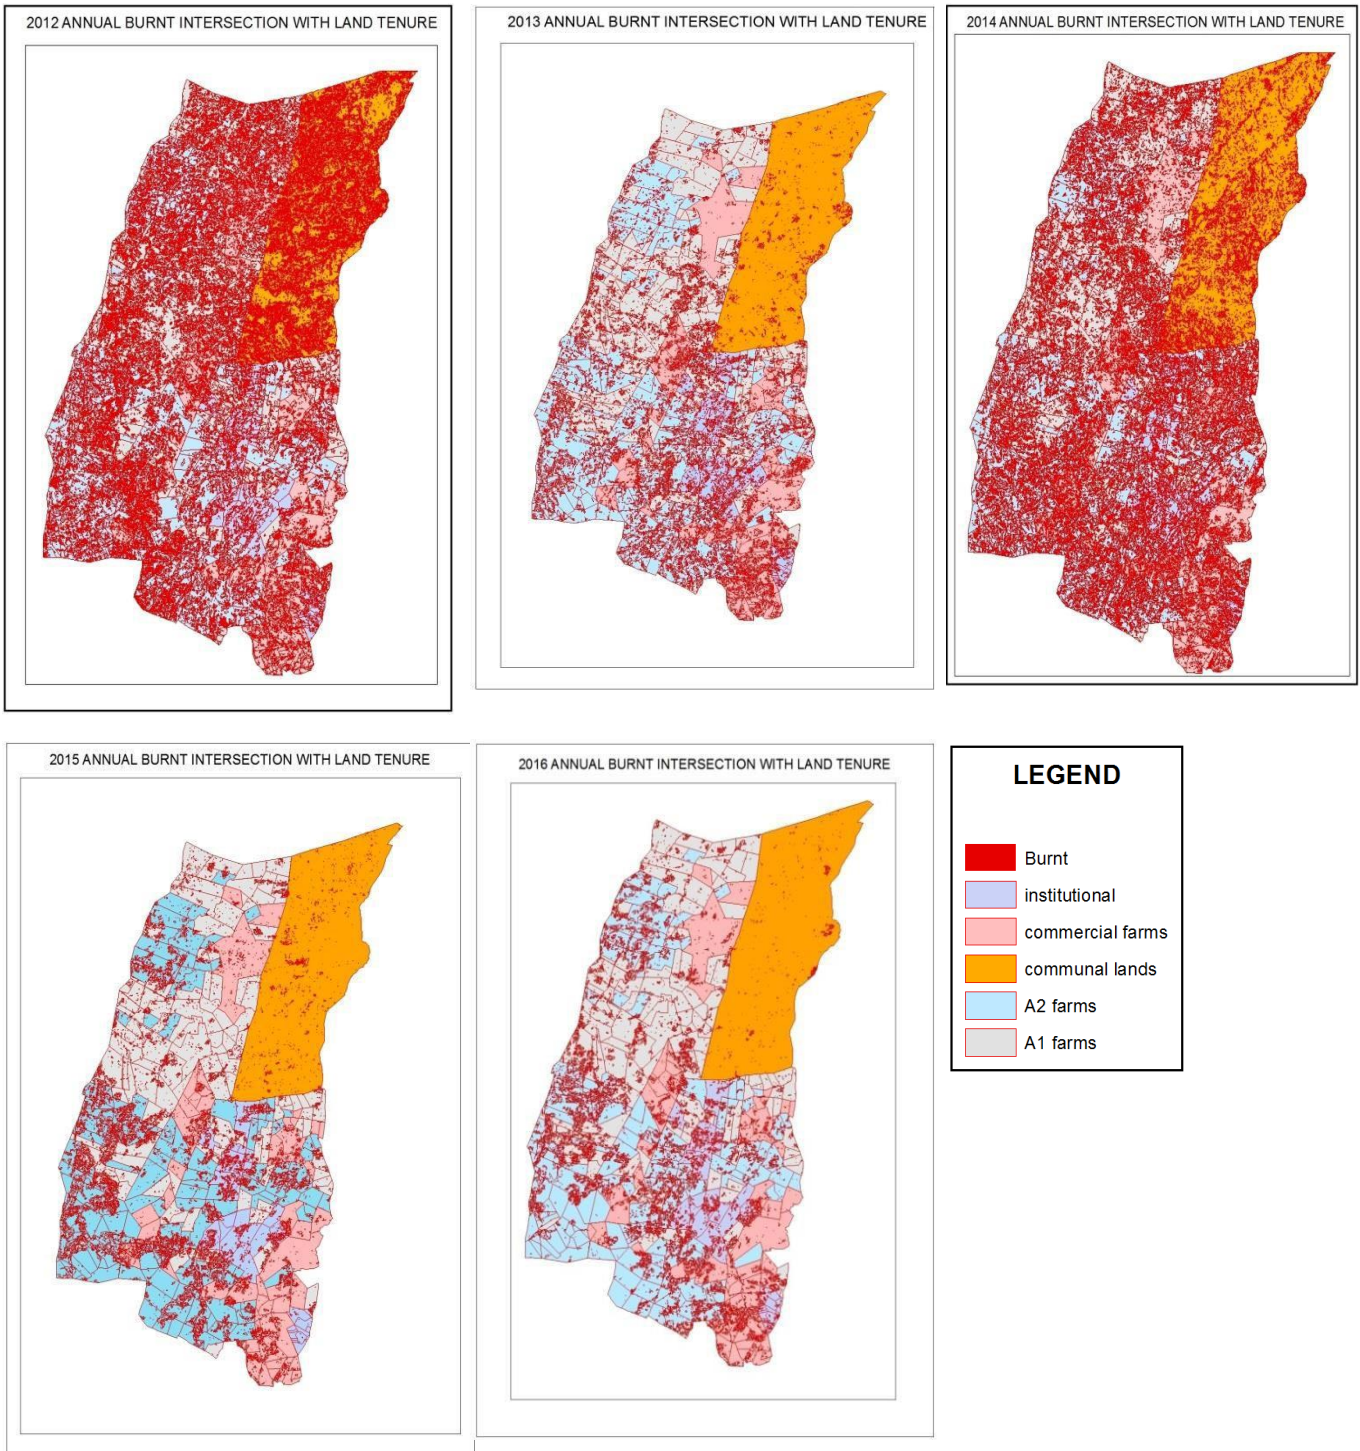 2012 ANNUAL BURNT INTERSECTION WITH LAND TENURE
2013 ANNUAL BURNT INTERSECTION WITH LAND TENURE
2014 ANNUAL BURNT INTERSECTION WITH LAND TENURE
2015 ANNUAL BURNT INTERSECTION WITH LAND TENURE
2016 ANNUAL BURNT INTERSECTION WITH LAND TENURE
LEGEND
Burnt
institutional
commercial farms
communal lands
A2 farms
A1 farms